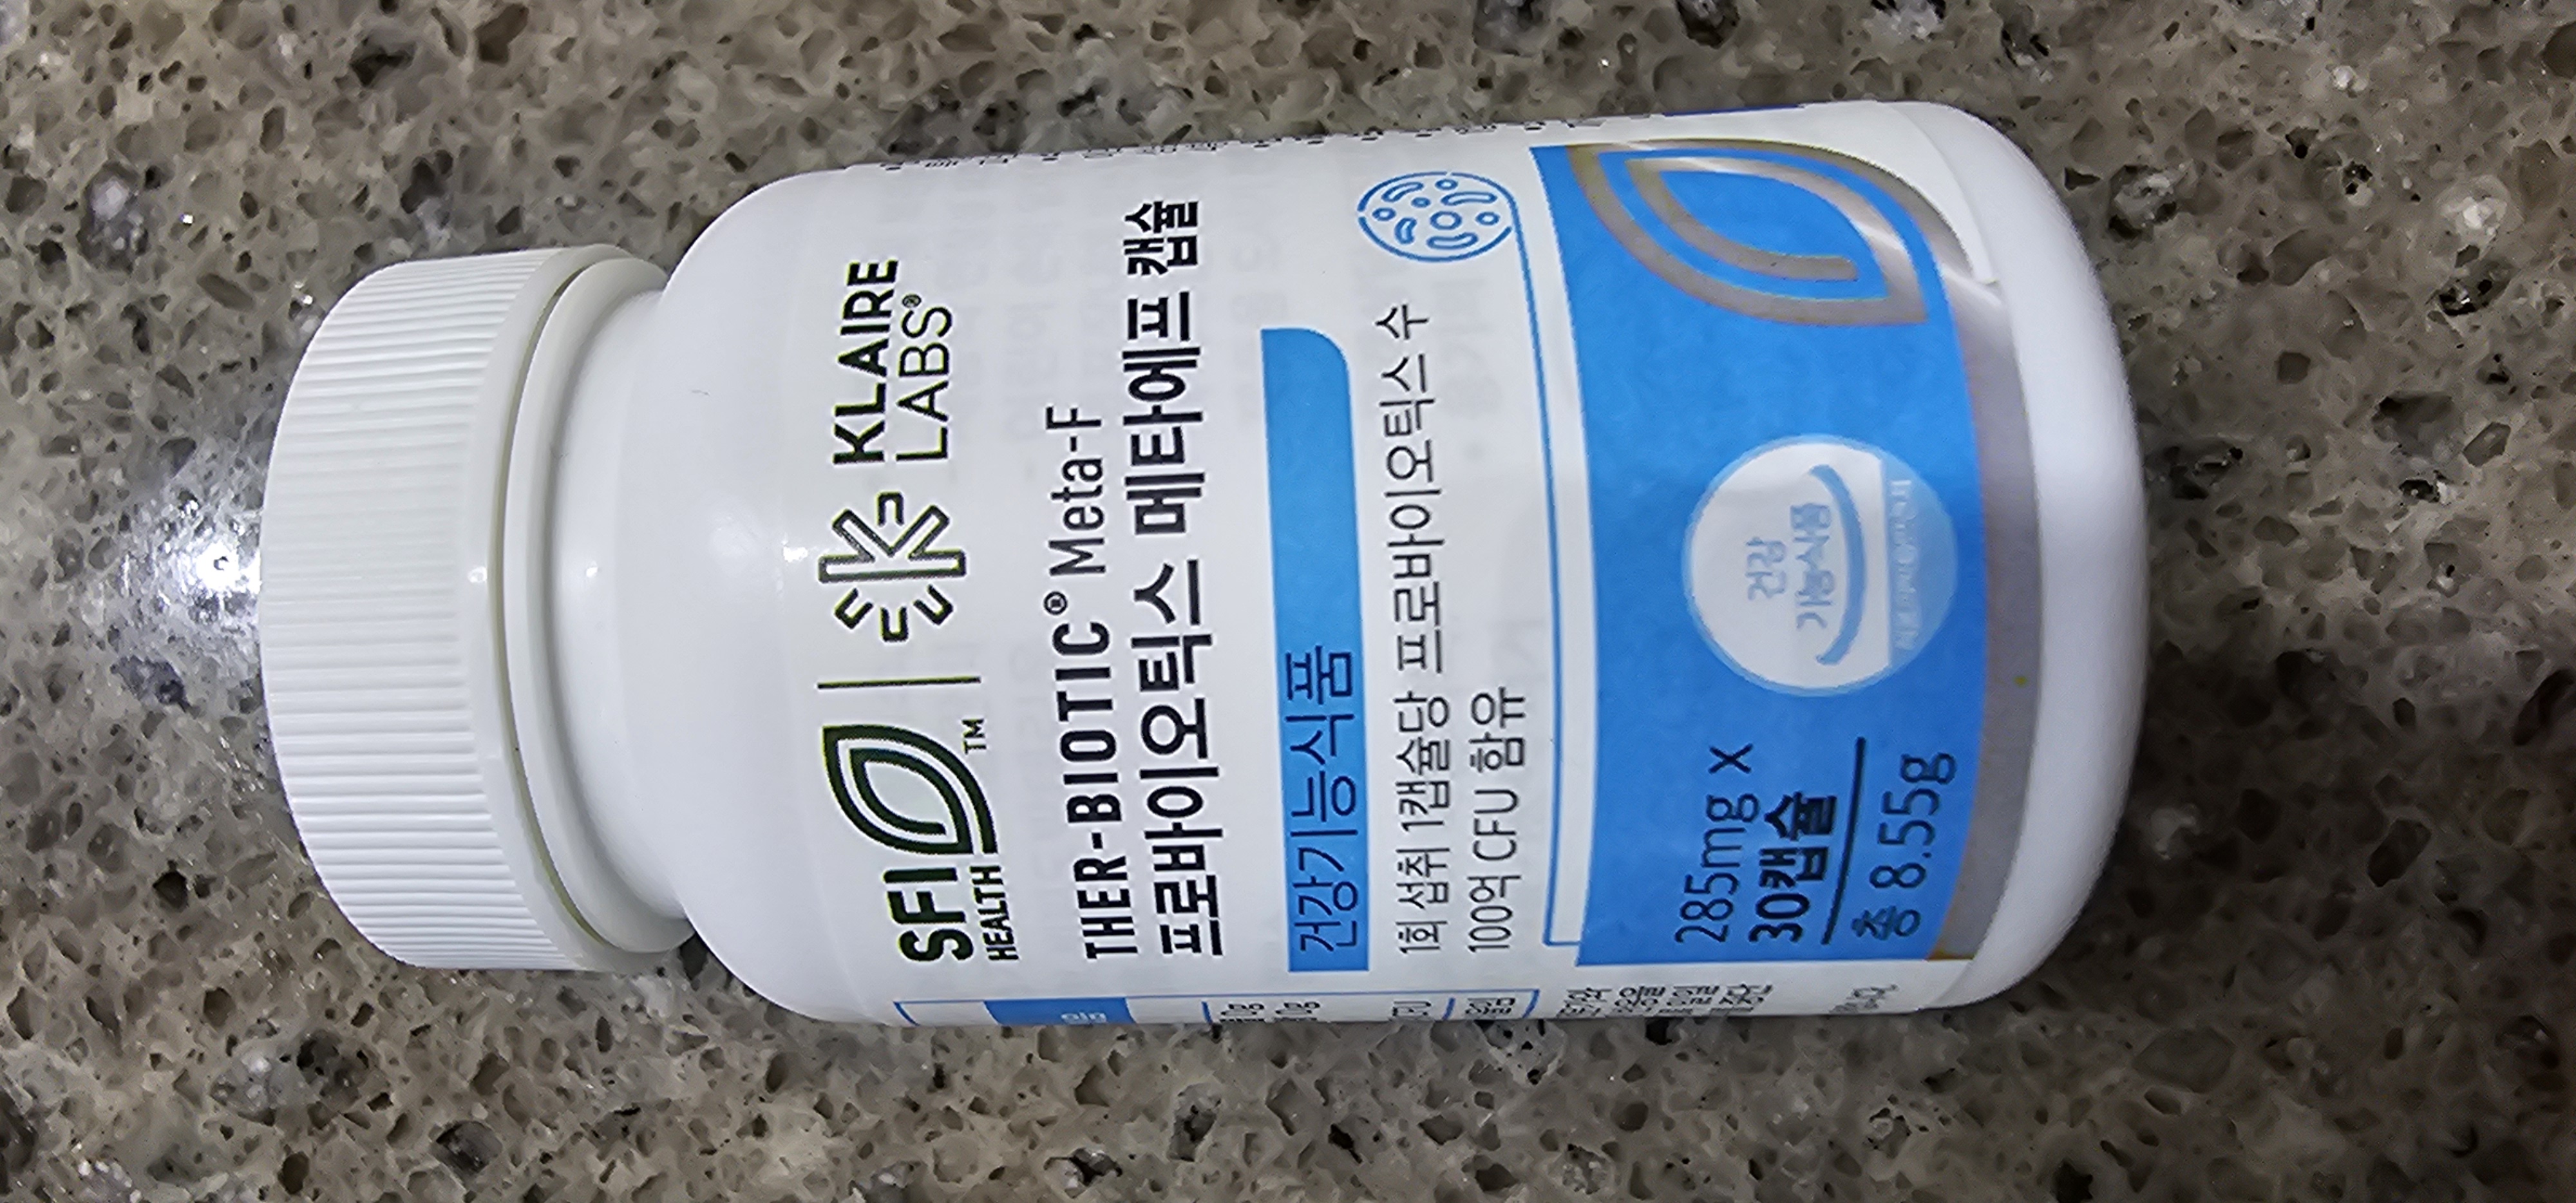 SFI
HEALTH™
KLAIRE
LABS®
THER-BIOTIC® Meta-F
프로바이오틱스 메타에프 캡슐
건강기능식품
1회 섭취 1캡슐당 프로바이오틱스 수
100억 CFU 함유
285mg x
30캡슐
총 8.55g
건강
기능식품